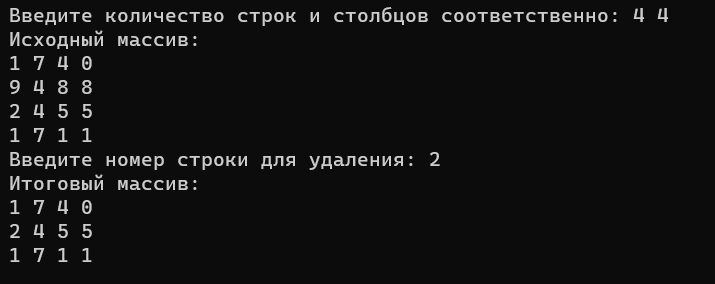 Введите количество строк и столбцов соответственно: 4 4
Исходный массив:
1 7 4 0
9 4 8 8
2 4 5 5
1 7 1 1
Введите номер строки для удаления: 2
Итоговый массив:
1 7 4 0
2 4 5 5
1 7 1 1